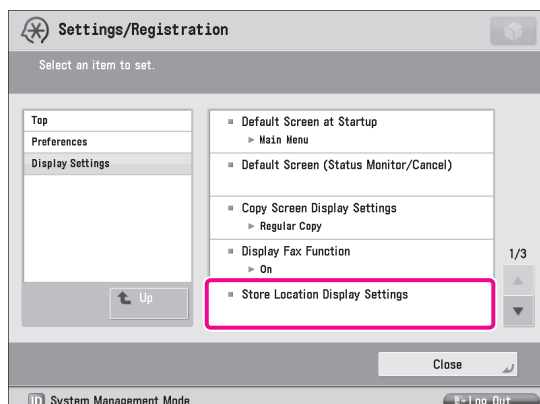 Settings/Registration
Select an item to set.
Top
Preferences
Display Settings
Up
Default Screen at Startup
Main Menu
Default Screen (Status Monitor/Cancel)
Copy Screen Display Settings
Regular Copy
Display Fax Function
On
Store Location Display Settings
1/3
Close
ID System Management Mode
Log Out